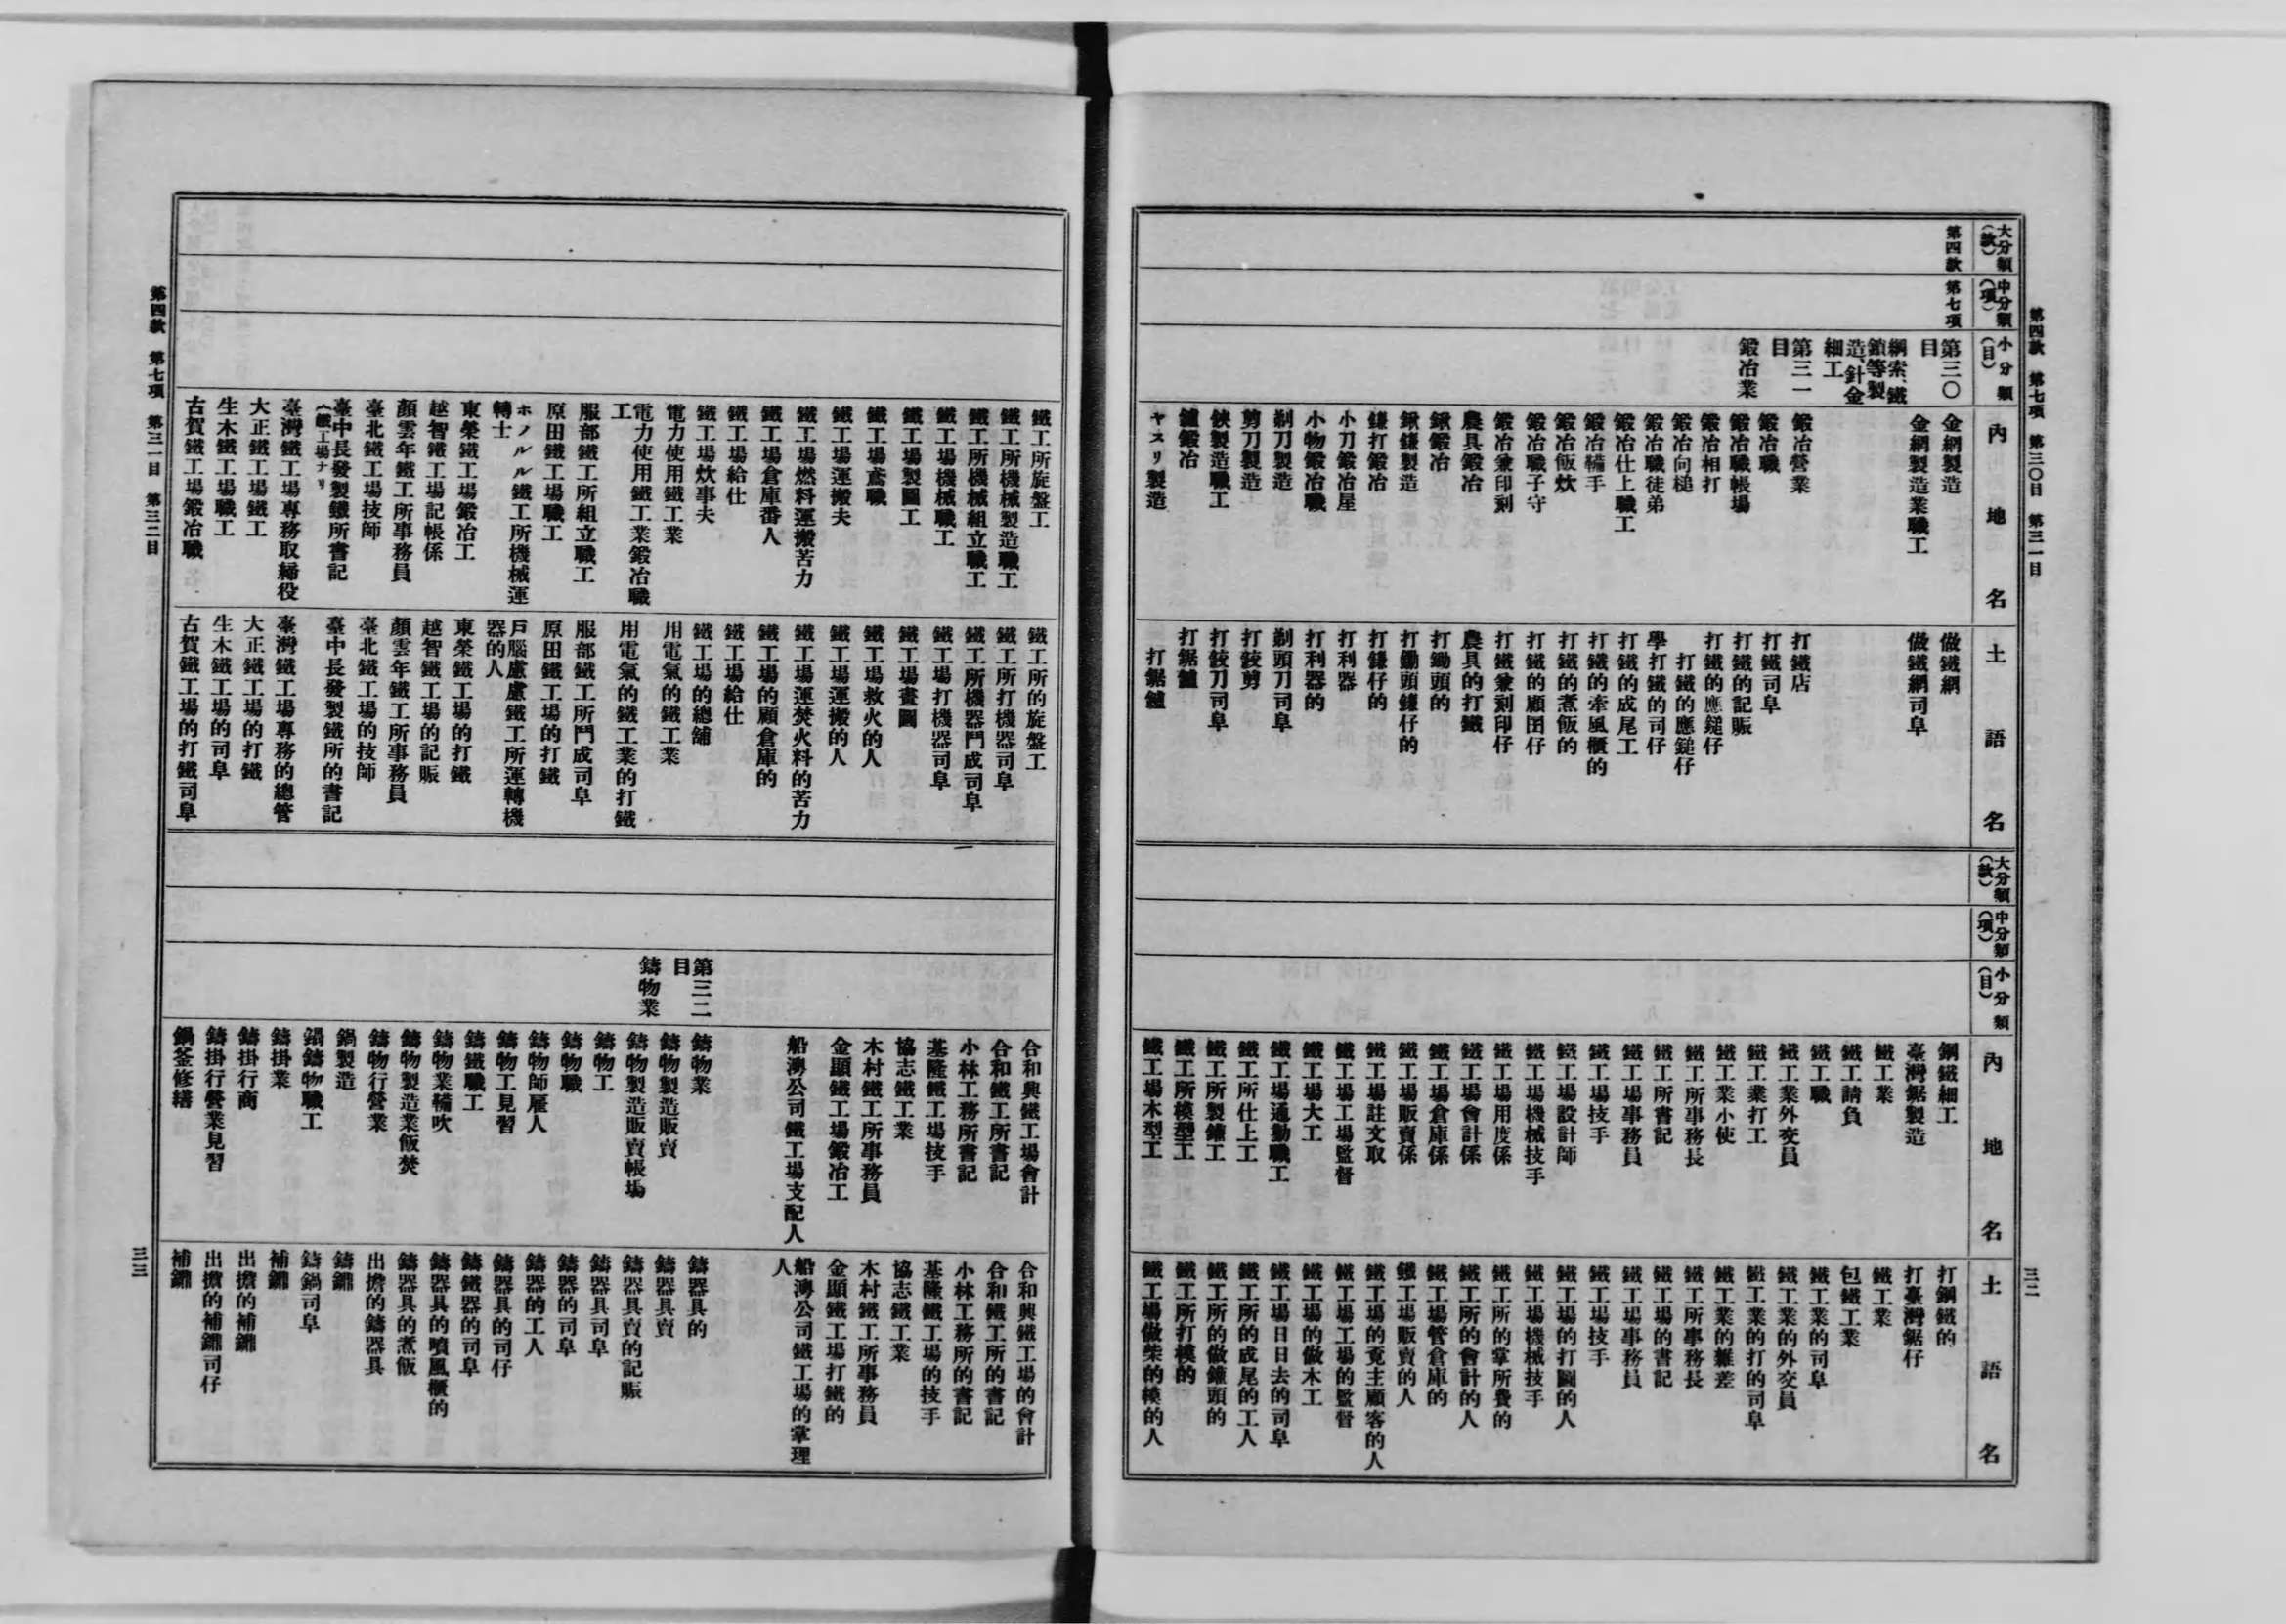 第四款　第七項　第三〇目　第三一目
三二
大分類（款）
中分類（項）
小分類（目）
內地名
土語名
第四款
第七項
第三〇目
綱索、鐵鎖等製造、針金細工
第三一目
鍛冶業
金網製造
金網製造業職工
鍛冶營業
鍛冶職
鍛冶職帳場
鍛冶相打
鍛冶向槌
鍛冶職徒弟
鍛冶仕上職工
鍛冶鞴手
鍛冶飯炊
鍛冶職子守
鍛冶兼印刻
農具鍛冶
鍬鍛冶
鍬鎌製造
鎌打鍛冶
小刀鍛冶屋
小物鍛冶職
剃刀製造
剪刀製造
鋏製造職工
鑢鍛冶
ヤスリ製造
做鐵網
做鐵網司阜
打鐵店
打鐵司阜
打鐵的記賬
打鐵的應鎚仔
打鐵的應鎚仔
學打鐵的司仔
打鐵的成尾工
打鐵的牽風櫃的
打鐵的煮飯的
打鐵的顧囝仔
打鐵兼刻印仔
農具的打鐵
打鋤頭的
打鋤頭鎌仔的
打鎌仔的
打利器
打利器的
剃頭刀司阜
打鉸剪
打鉸刀司阜
打鋸鑢
打鋸鑢
大分類（款）
中分類（項）
小分類（目）
內地名
土語名
鋼鐵細工
臺灣鋸製造
鐵工業
鐵工請負
鐵工職
鐵工業外交員
鐵工業打工
鐵工業小使
鐵工所事務長
鐵工所書記
鐵工場事務員
鐵工場技手
鐵工場設計師
鐵工場機械技手
鐵工場用度係
鐵工場會計係
鐵工場倉庫係
鐵工場販賣係
鐵工場註文取
鐵工場工場監督
鐵工場大工
鐵工場通勤職工
鐵工所仕上工
鐵工所製鑵工
鐵工所模型工
鐵工場木型工
打鋼鐵的
打臺灣鋸仔
鐵工業
包鐵工業
鐵工業的司阜
鐵工業的外交員
鐵工業的打的司阜
鐵工業的雜差
鐵工所事務長
鐵工場的書記
鐵工場事務員
鐵工場技手
鐵工場的打圖的人
鐵工場機械技手
鐵工所的掌所費的
鐵工所的會計的人
鐵工場管倉庫的
鐵工場販賣的人
鐵工場的覓主顧客的人
鐵工場工場的監督
鐵工場的做木工
鐵工場日日去的司阜
鐵工所的成尾的工人
鐵工所的做鑵頭的
鐵工所打模的
鐵工場做柴的模的人
第四款　第七項　第三一目　第三二目
三三
鐵工所旋盤工
鐵工所機械製造職工
鐵工所機械組立職工
鐵工場機械職工
鐵工場製圖工
鐵工場鳶職
鐵工場運搬夫
鐵工場燃料運搬苦力
鐵工場倉庫番人
鐵工場給仕
鐵工場炊事夫
電力使用鐵工業
電力使用鐵工業鍛冶職工
服部鐵工所組立職工
原田鐵工場職工
ホノルル鐵工所機械運轉士
東榮鐵工場鍛冶工
越智鐵工場記帳係
顏雲年鐵工所事務員
臺北鐵工場技師
臺中長發製鐵所書記（鐵工場ナリ）
臺灣鐵工場專務取締役
大正鐵工場鐵工
生木鐵工場職工
古賀鐵工場鍛冶職
鐵工所的旋盤工
鐵工所打機器司阜
鐵工所機器鬥成司阜
鐵工場打機器司阜
鐵工場畫圖
鐵工場救火的人
鐵工場運搬的人
鐵工場運焚火料的苦力
鐵工場的顧倉庫的
鐵工場給仕
鐵工場的總舖
用電氣的鐵工業
用電氣的鐵工業的打鐵
服部鐵工所鬥成司阜
原田鐵工場的打鐵
戶腦盧盧鐵工所運轉機器的人
東榮鐵工場的打鐵
越智鐵工場的記賬
顏雲年鐵工所事務員
臺北鐵工場的技師
臺中長發製鐵所的書記
臺灣鐵工場專務的總管
大正鐵工場的打鐵
生木鐵工場的司阜
古賀鐵工場的打鐵司阜
第三二目
鑄物業
合和興鐵工場會計
合和鐵工所書記
小林工務所書記
基隆鐵工場技手
協志鐵工業
木村鐵工所事務員
金顯鐵工場鍛冶工
船澳公司鐵工場支配人
鑄物業
鑄物製造販賣
鑄物製造販賣帳場
鑄物工
鑄物職
鑄物師雇人
鑄物工見習
鑄鐵職工
鑄物業鞴吹
鑄物製造業飯焚
鑄物行營業
鍋製造
鍋鑄物職工
鑄掛業
鑄掛行商
鑄掛行營業見習
鍋釜修繕
合和興鐵工場的會計
合和鐵工所的書記
小林工務所的書記
基隆鐵工場的技手
協志鐵工業
木村鐵工所事務員
金顯鐵工場打鐵的
船澳公司鐵工場的掌理人
鑄器具的
鑄器具賣
鑄器具賣的記賬
鑄器具司阜
鑄器的司阜
鑄器的工人
鑄器具的司仔
鑄鐵器的司阜
鑄器具的噴風櫃的
鑄器具的煮飯
出擔的鑄器具
鑄鼎
鑄鍋司阜
補鼎
出擔的補鼎
出擔的補鼎司仔
補鼎